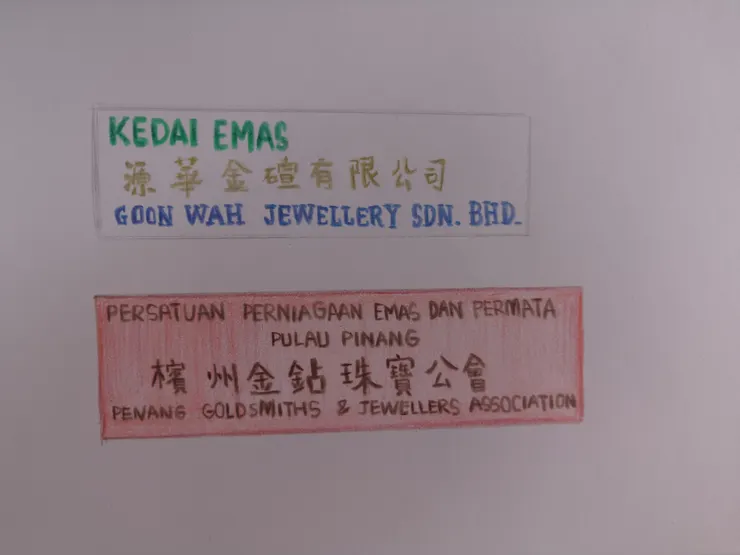 KEDAI EMAS
源華金碹有限公司
GOON WAH JEWELLERY SDN. BHD.
PERSATUAN PERNIAGAAN EMAS DAN PERMATA
PULAU PINANG
檳州金鉆珠寶公會
PENANG GOLDSMITHS & JEWELLERS ASSOCIATION